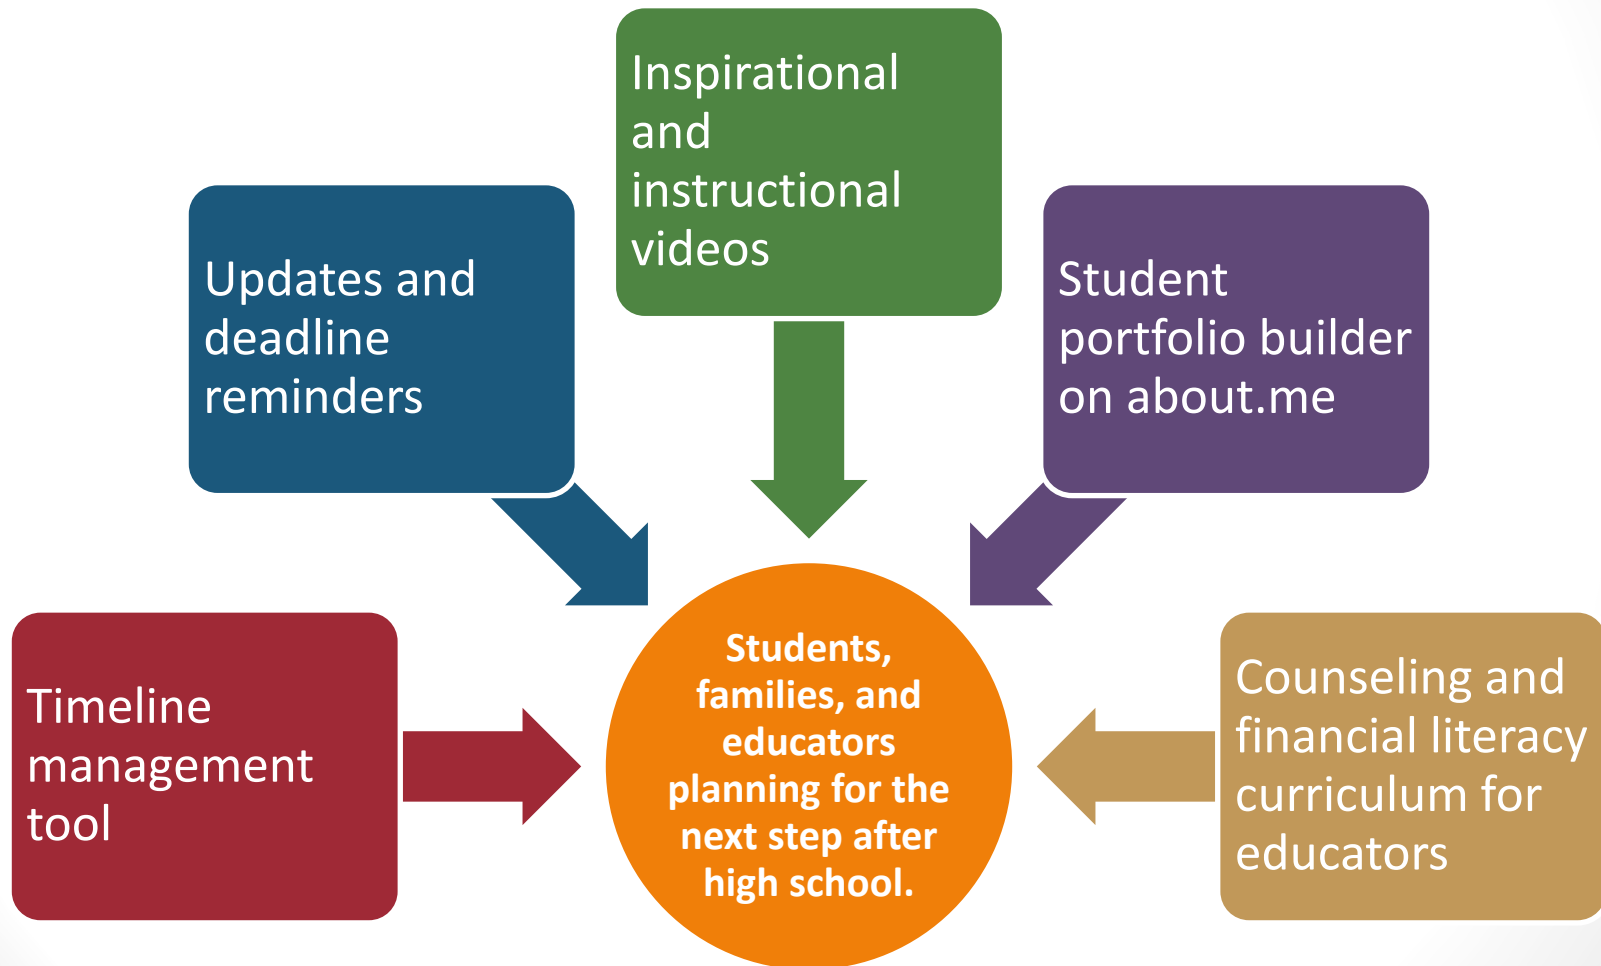 Inspirational
and
instructional
videos
Updates and
deadline
reminders
Student
portfolio builder
on about.me
Timeline
management
tool
Students,
families, and
educators
planning for the
next step after
high school.
Counseling and
financial literacy
curriculum for
educators